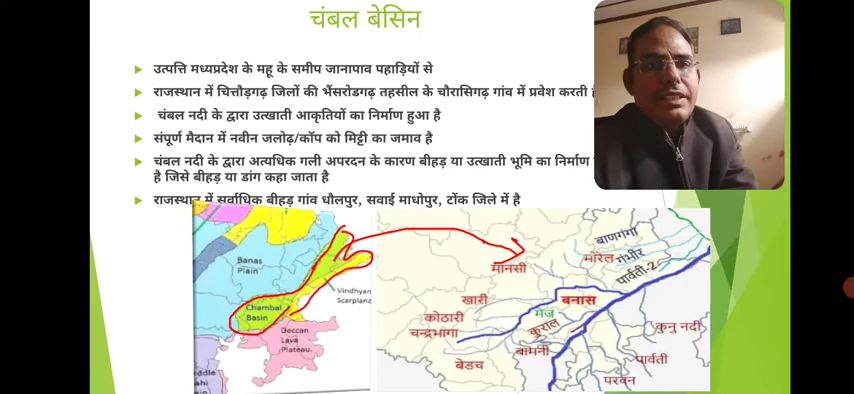 चंबल बेसिन
उत्पत्ति मध्यप्रदेश के महू के समीप जानापाव पहाड़ियों से
राजस्थान में चित्तौड़गढ़ जिलों की भैंसरोडगढ़ तहसील के चौरासिगढ़ गांव में प्रवेश करती
चंबल नदी के द्वारा उत्खाती आकृतियों का निर्माण हुआ है
संपूर्ण मैदान में नवीन जलोढ़/कॉप को मिट्टी का जमाव है
चंबल नदी के द्वारा अत्यधिक गली अपरदन के कारण बीहड़ या उत्खाती भूमि का निर्माण
है जिसे बीहड़ या डांग कहा जाता है
राजस्थान में सर्वाधिक बीहड़ गांव धौलपुर, सवाई माधोपुर, टोंक जिले में है
Banas
Plain
Vindhyan
Scarpland
Chambal
Basin
Deccan
Lava
Plateau.
बाणगंगा
मोरेल
गंभीर
पार्वती-2
मानसी
खारी
बनास
मेज
कोठारी
कुराल
चन्द्रभागा
कुनु नदी
बामनी
बेडच
पार्वती
परवन